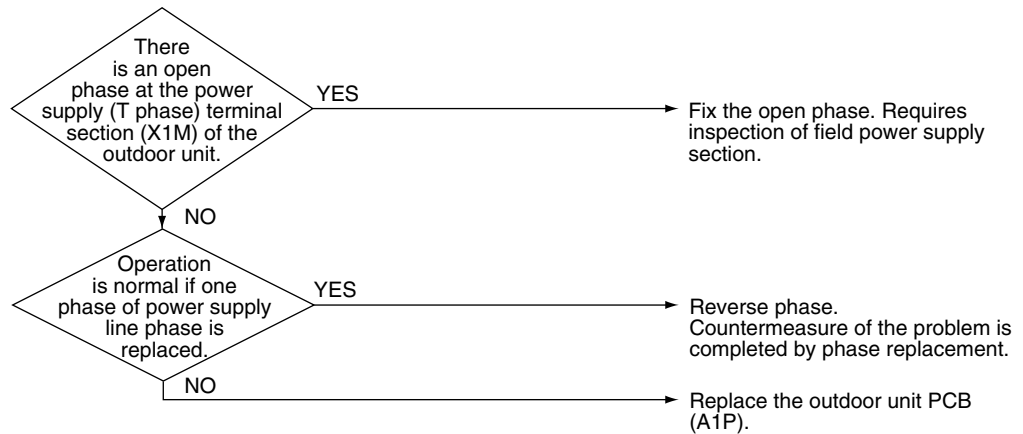 There
is an open
phase at the power
supply (T phase) terminal
section (X1M) of the
outdoor unit.
YES
Fix the open phase. Requires
inspection of field power supply
section.
NO
Operation
is normal if one
phase of power supply
line phase is
replaced.
YES
Reverse phase.
Countermeasure of the problem is
completed by phase replacement.
NO
Replace the outdoor unit PCB
(A1P).